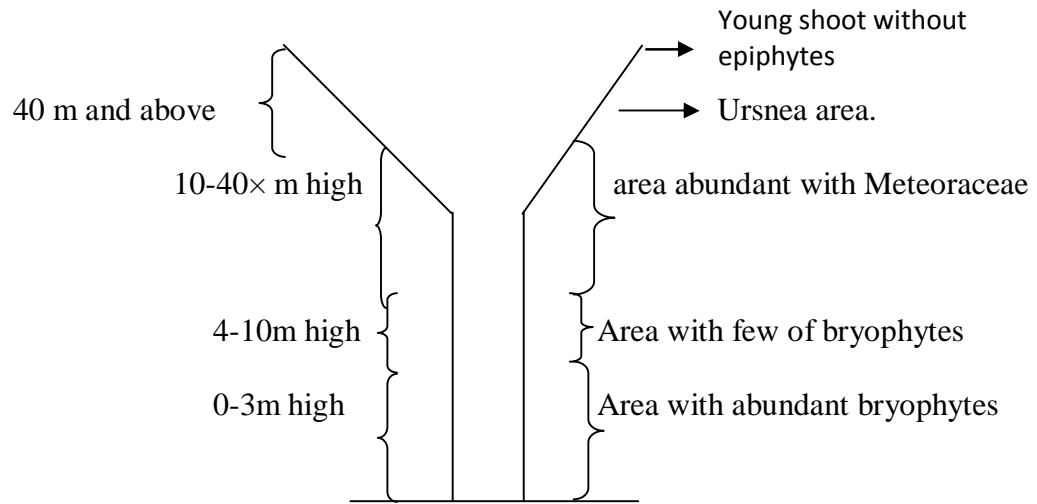 Young shoot without
epiphytes
40 m and above
Ursnea area.
10-40× m high
area abundant with Meteoraceae
4-10m high
Area with few of bryophytes
0-3m high
Area with abundant bryophytes